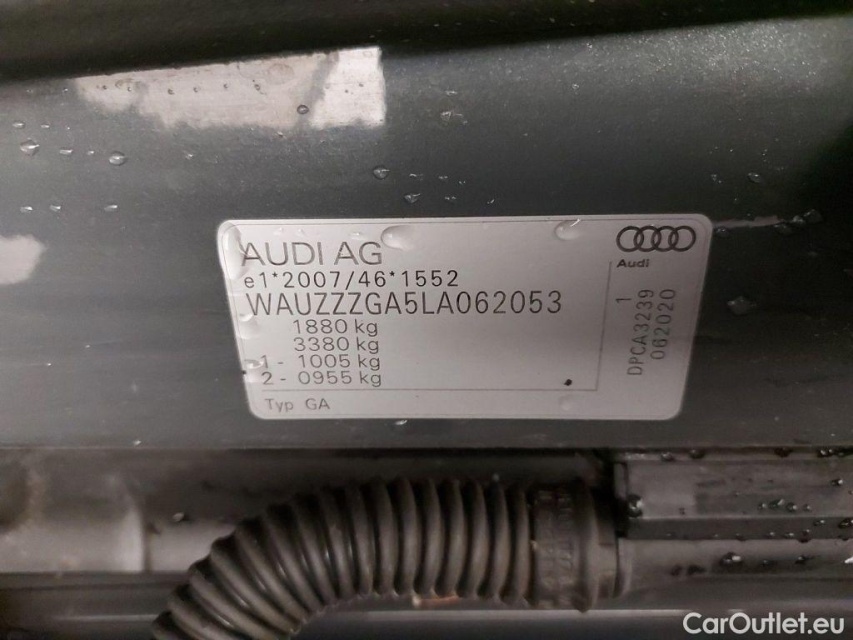 AUDI AG
e1*2007/46*1552
WAUZZZGA5LA062053
1880 kg
3380 kg
1 - 1005 kg
2 - 0955 kg
Typ GA
Audi
1
DPCA3239
062020
CarOutlet.eu